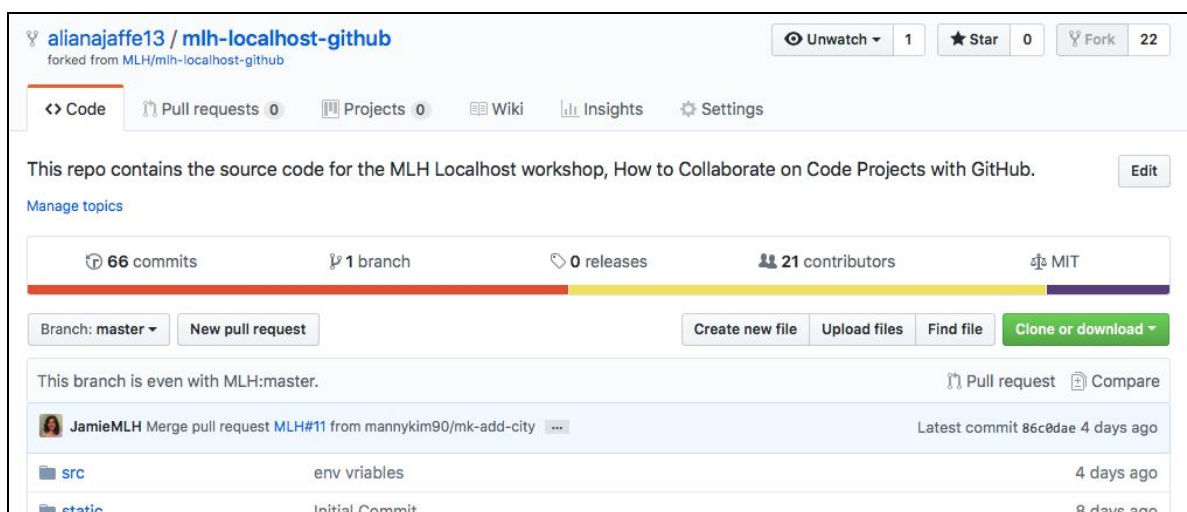 alianajaffe13 / mlh-localhost-github
forked from MLH/mlh-localhost-github
Unwatch 1 Star 0 Fork 22
Code Pull requests 0 Projects 0 Wiki Insights Settings
This repo contains the source code for the MLH Localhost workshop, How to Collaborate on Code Projects with GitHub. Edit
Manage topics
66 commits 1 branch 0 releases 21 contributors MIT
Branch: master New pull request Create new file Upload files Find file Clone or download
This branch is even with MLH:master. Pull request Compare
JamieMLH Merge pull request MLH#11 from mannykim90/mk-add-city ... Latest commit 86c0dae 4 days ago
src env vriables 4 days ago
static Initial Commit 8 days ago